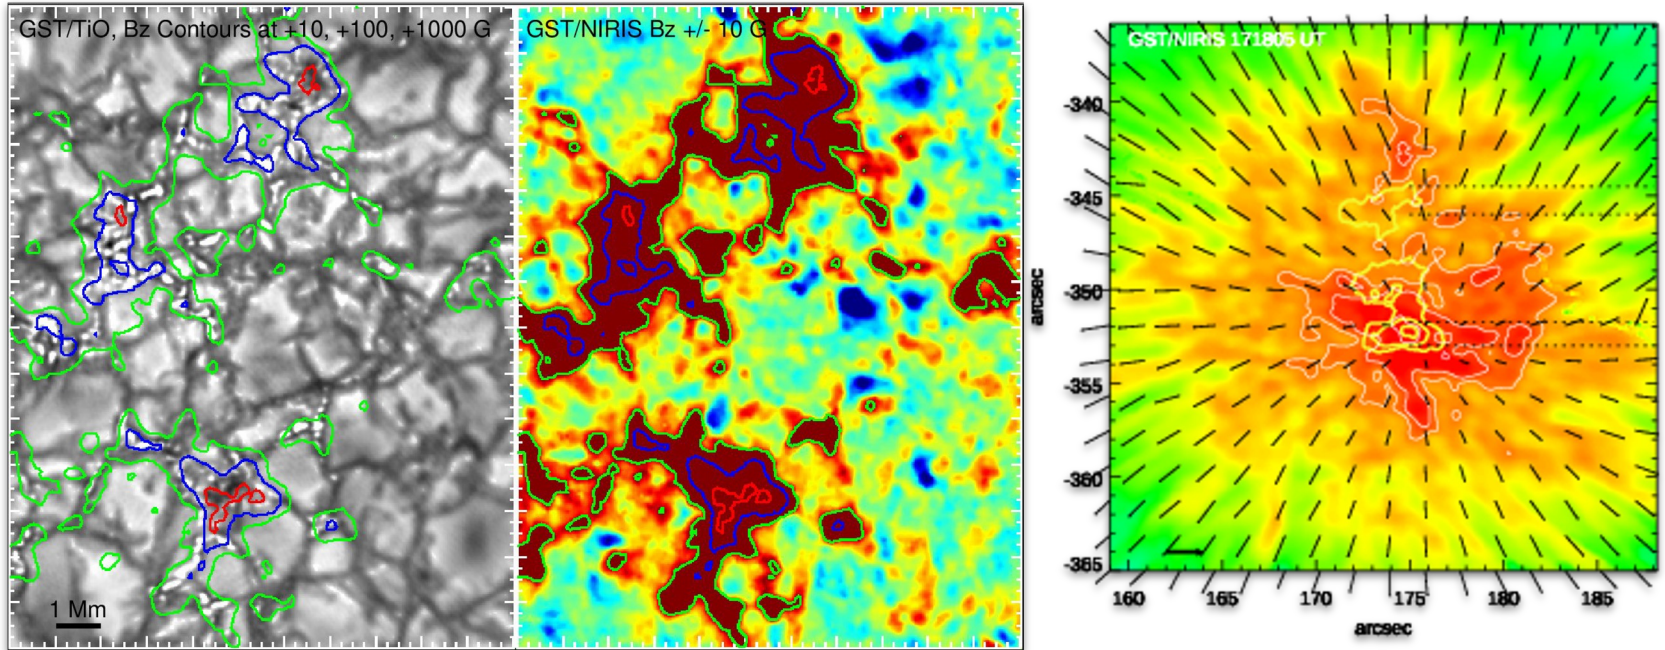 GST/TiO, Bz Contours at +10, +100, +1000 G
1 Mm
GST/NIRIS Bz +/- 10 G
GST/NIRIS 171805 UT
-340
-345
-350
-355
-360
-365
arcsec
160 165 170 175 180 185
arcsec